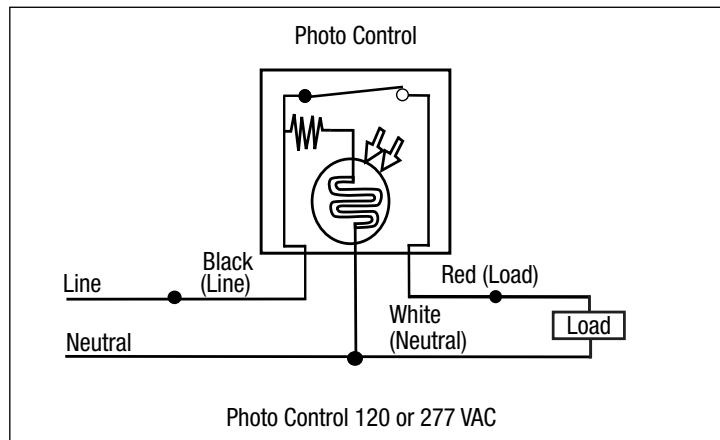 Photo Control
Black
(Line)
Line
Red (Load)
White
(Neutral)
Load
Neutral
Photo Control 120 or 277 VAC